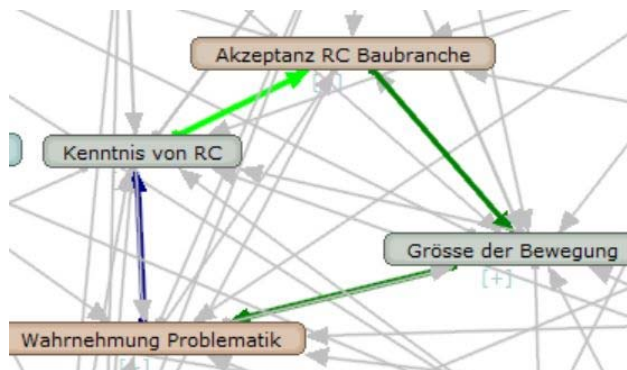 Akzeptanz RC Baubranche
Kenntnis von RC
Grösse der Bewegung
[+]
Wahrnehmung Problematik